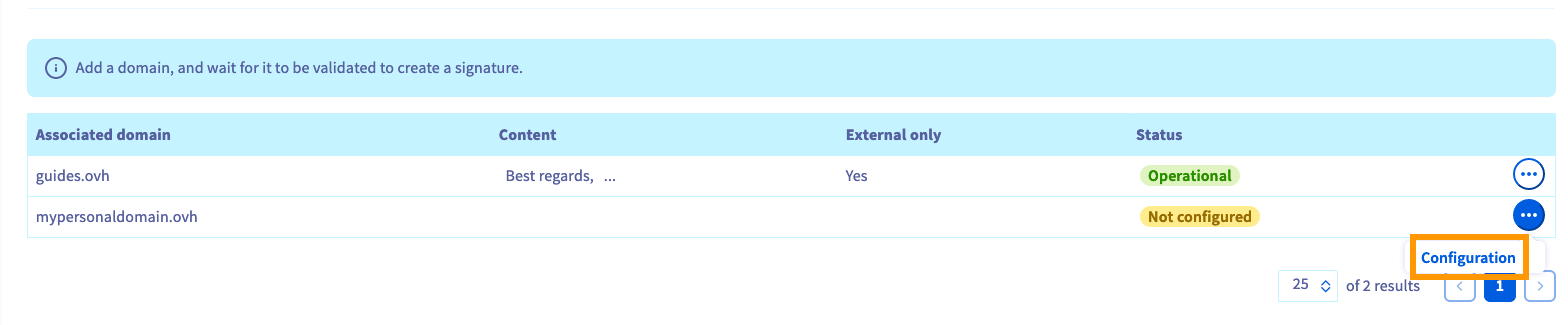 Add a domain, and wait for it to be validated to create a signature.
Associated domain Content External only Status
guides.ovh Best regards, ... Yes Operational
mypersonaldomain.ovh Not configured
Configuration
25 of 2 results 1